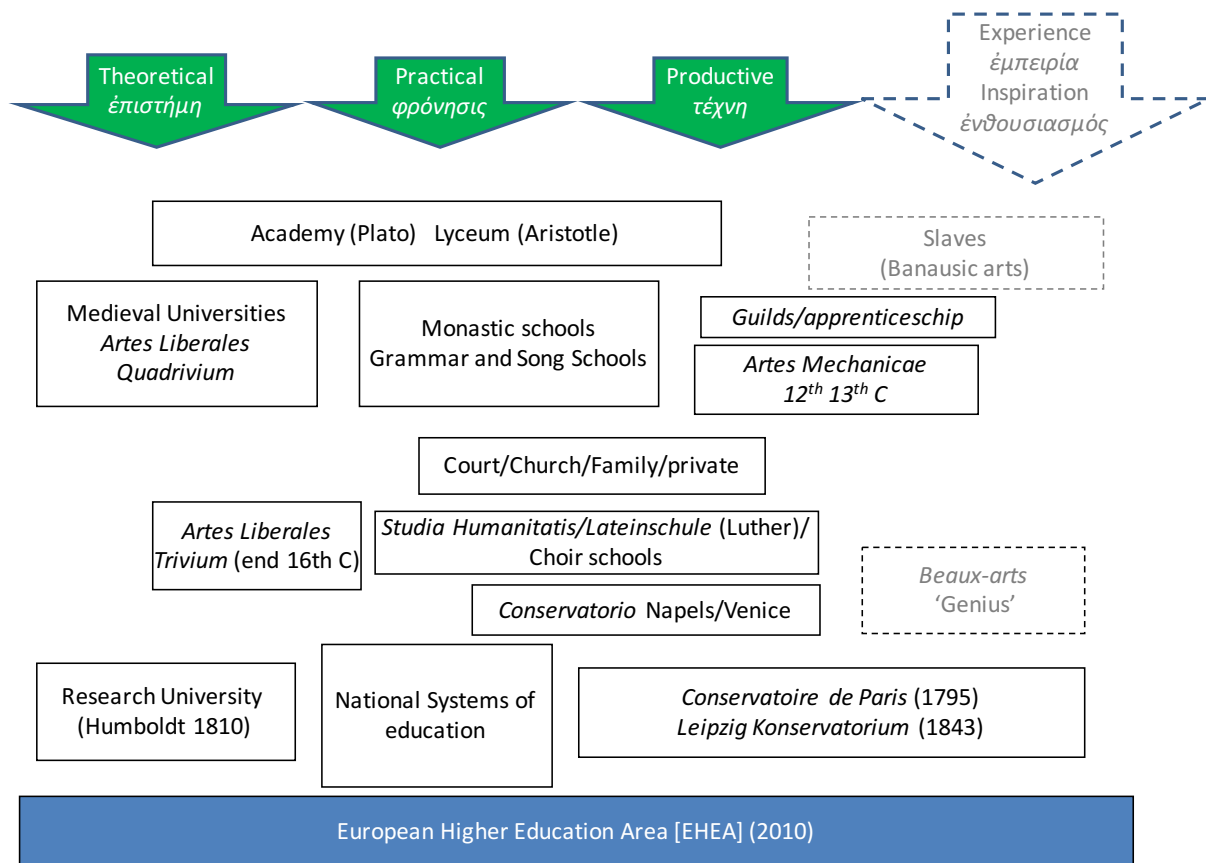 Theoretical
ἐπιστήμη
Practical
φρόνησις
Productive
τέχνη
Experience
ἐμπειρία
Inspiration
ἐνθουσιασμός
Academy (Plato) Lyceum (Aristotle)
Slaves
(Banausic arts)
Medieval Universities
Artes Liberales
Quadrivium
Monastic schools
Grammar and Song Schools
Guilds/apprenticeschip
Artes Mechanicae
12th 13th C
Court/Church/Family/private
Artes Liberales
Trivium (end 16th C)
Studia Humanitatis/Lateinschule (Luther)/
Choir schools
Beaux-arts
‘Genius’
Conservatorio Napels/Venice
Research University
(Humboldt 1810)
National Systems of
education
Conservatoire de Paris (1795)
Leipzig Konservatorium (1843)
European Higher Education Area [EHEA] (2010)